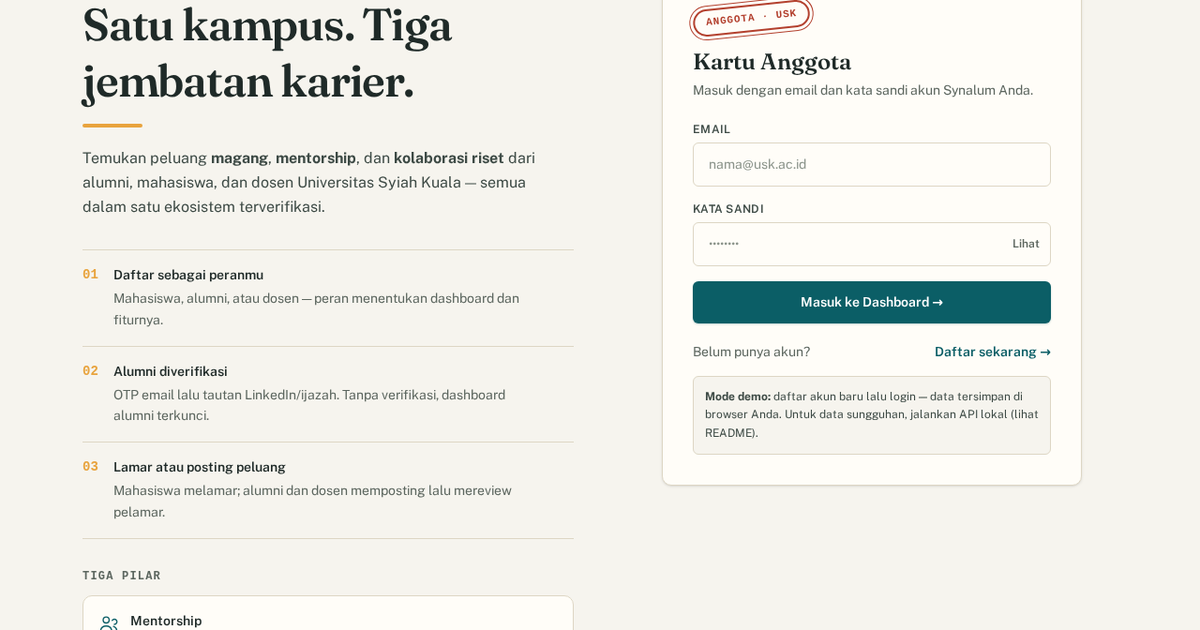 Satu kampus. Tiga
jembatan karier.
Temukan peluang magang, mentorship, dan kolaborasi riset dari
alumni, mahasiswa, dan dosen Universitas Syiah Kuala — semua
dalam satu ekosistem terverifikasi.
01 Daftar sebagai peranmu
Mahasiswa, alumni, atau dosen — peran menentukan dashboard dan
fiturnya.
02 Alumni diverifikasi
OTP email lalu tautan LinkedIn/ijazah. Tanpa verifikasi, dashboard
alumni terkunci.
03 Lamar atau posting peluang
Mahasiswa melamar; alumni dan dosen memposting lalu mereview
pelamar.
TIGA PILAR
Mentorship
ANGGOTA · USK
Kartu Anggota
Masuk dengan email dan kata sandi akun Synalum Anda.
EMAIL
nama@usk.ac.id
KATA SANDI
••••••••
Lihat
Masuk ke Dashboard →
Belum punya akun?
Daftar sekarang →
Mode demo: daftar akun baru lalu login — data tersimpan di
browser Anda. Untuk data sungguhan, jalankan API lokal (lihat
README).